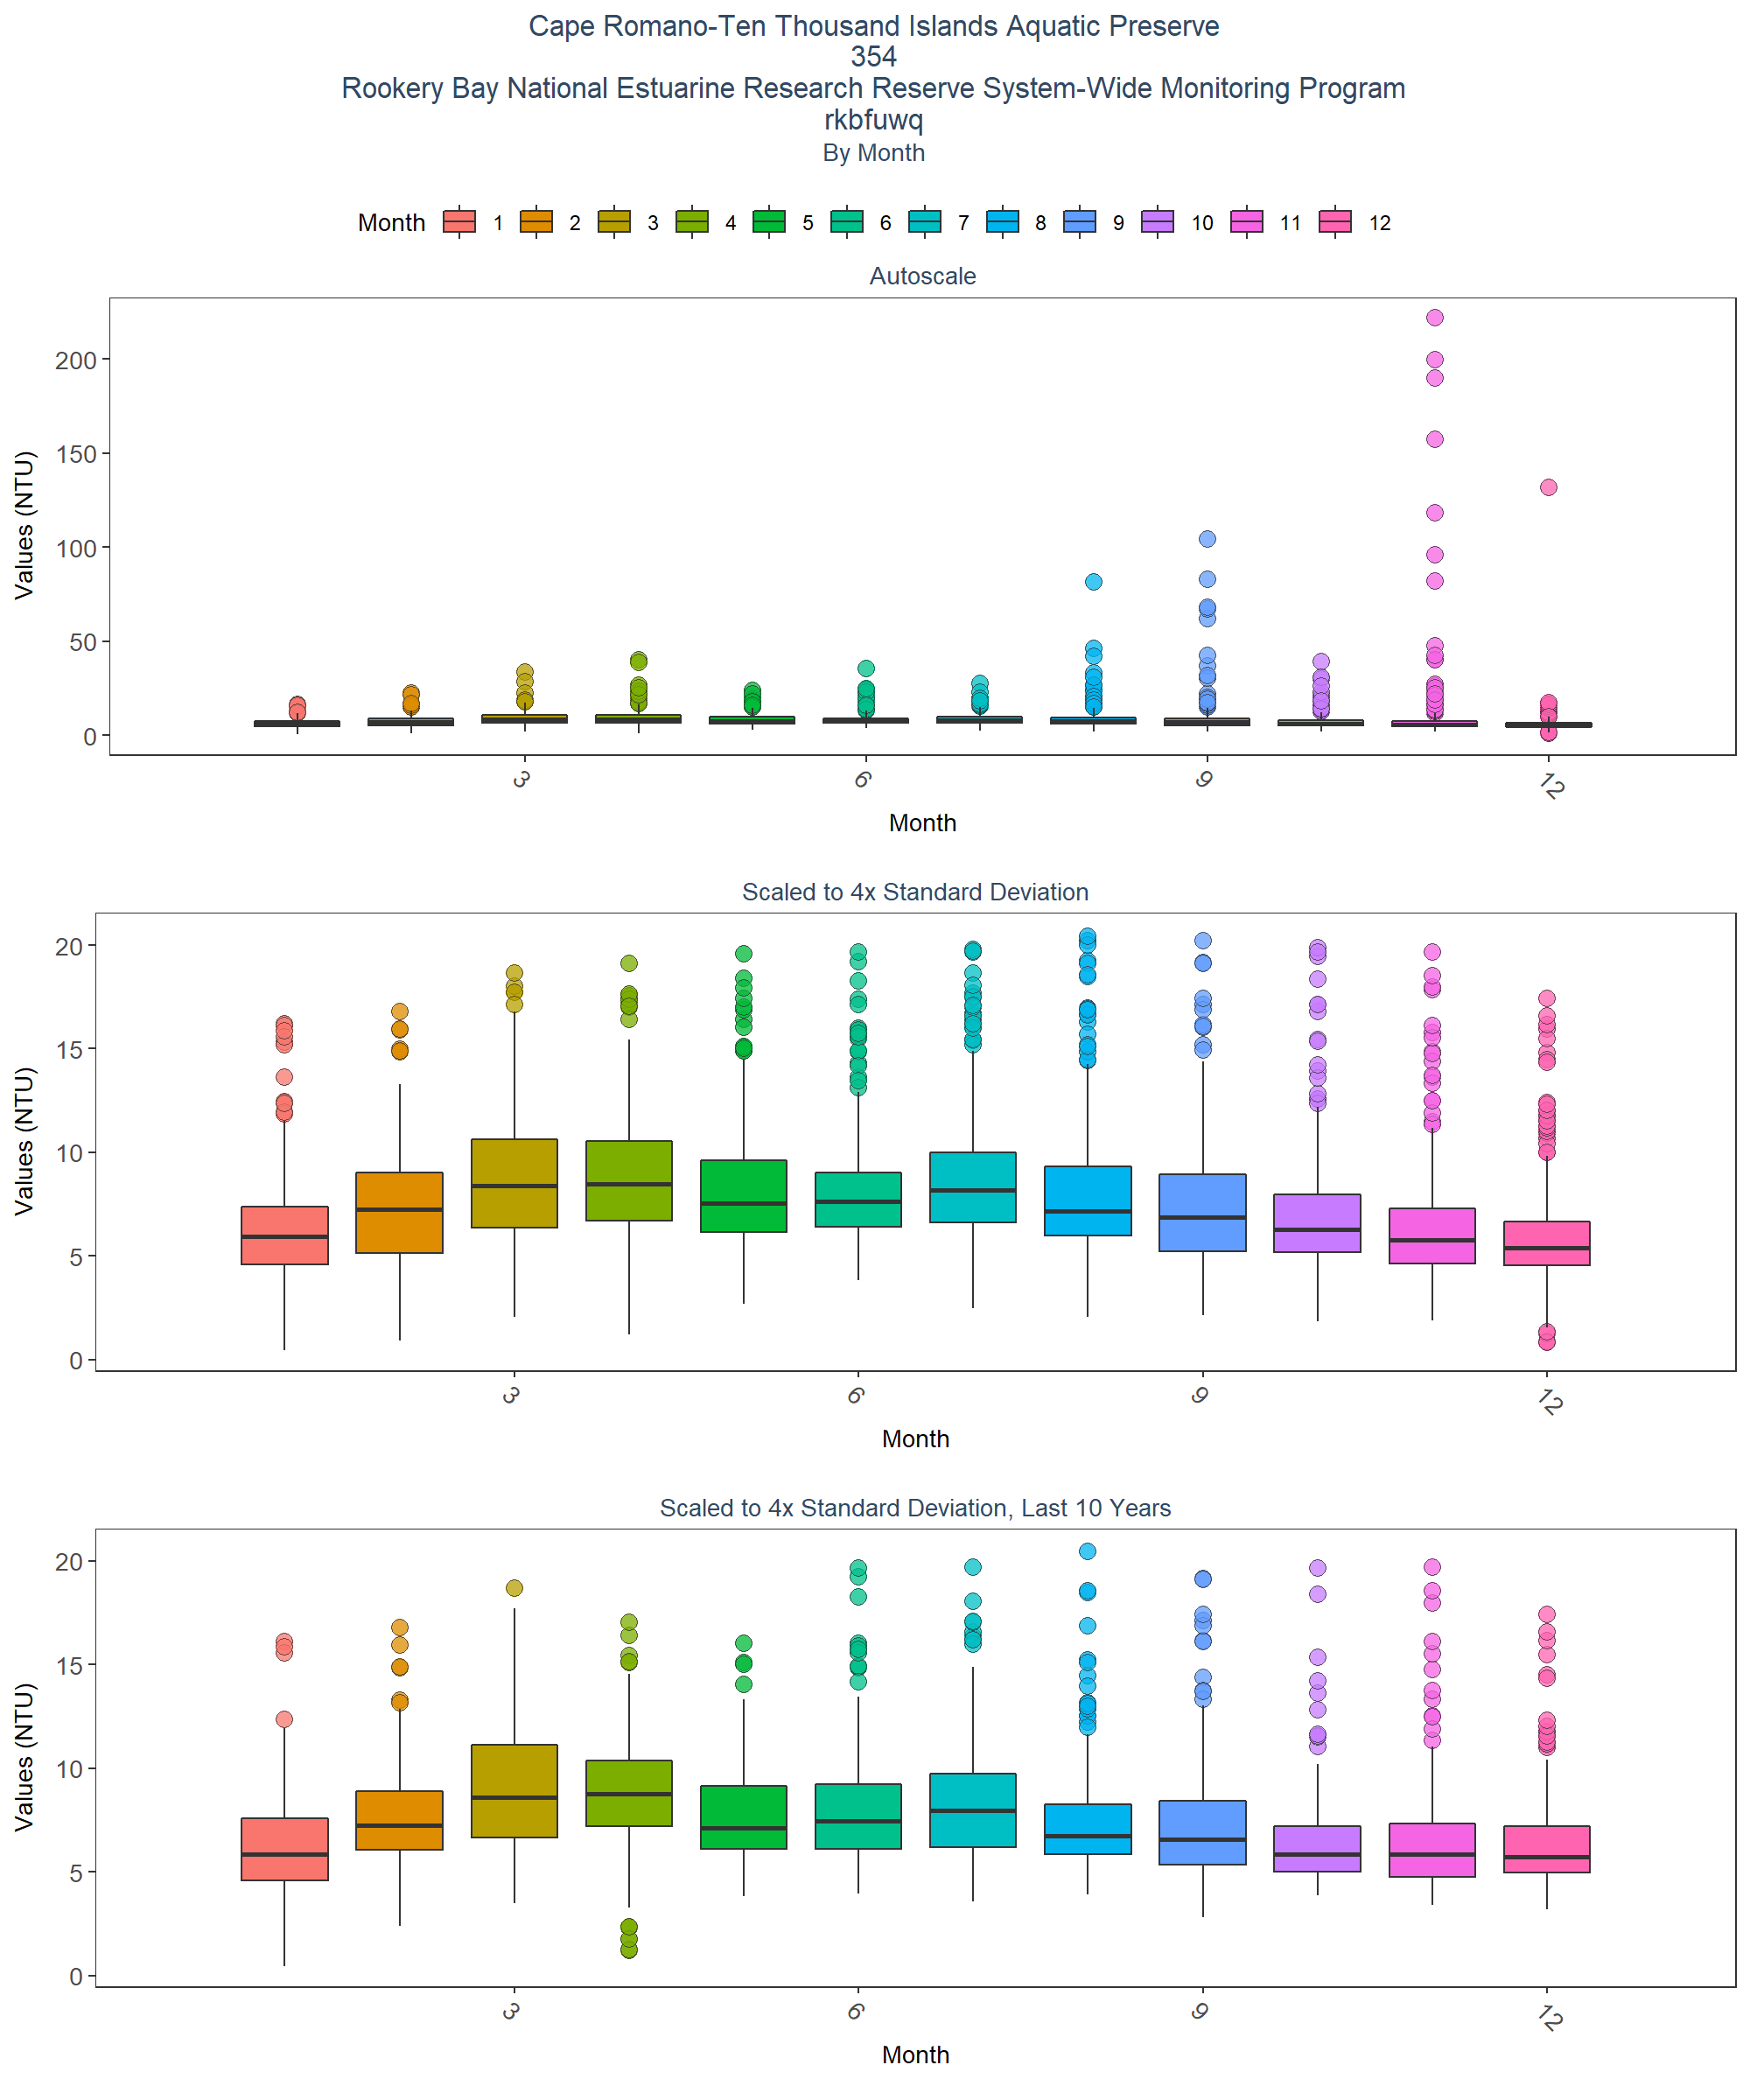 Cape Romano-Ten Thousand Islands Aquatic Preserve
354
Rookery Bay National Estuarine Research Reserve System-Wide Monitoring Program
rkbfuwq
By Month
Month 1 2 3 4 5 6 7 8 9 10 11 12
Autoscale
Values (NTU)
200
150
100
50
0
3 6 9 12
Month
Scaled to 4x Standard Deviation
Values (NTU)
20
15
10
5
0
3 6 9 12
Month
Scaled to 4x Standard Deviation, Last 10 Years
Values (NTU)
20
15
10
5
0
3 6 9 12
Month